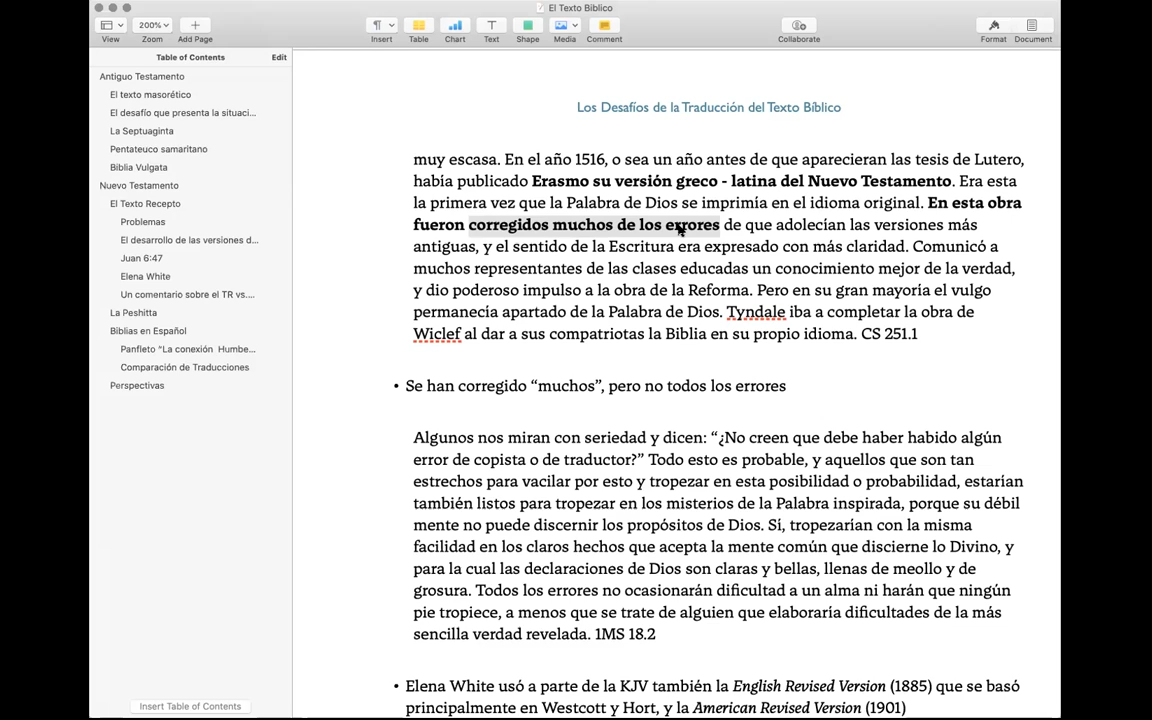 El Texto Biblico
200%
View
Zoom
Add Page
Insert
Table
Chart
Text
Shape
Media
Comment
Collaborate
Format
Document
Table of Contents
Edit
Antiguo Testamento
El texto masorético
El desafío que presenta la situaci...
La Septuaginta
Pentateuco samaritano
Biblia Vulgata
Nuevo Testamento
El Texto Recepto
Problemas
El desarrollo de las versiones d...
Juan 6:47
Elena White
Un comentario sobre el TR vs....
La Peshitta
Biblias en Español
Panfleto “La conexión Humbe...
Comparación de Traducciones
Perspectivas
Insert Table of Contents
Los Desafíos de la Traducción del Texto Bíblico
muy escasa. En el año 1516, o sea un año antes de que aparecieran las tesis de Lutero,
había publicado Erasmo su versión greco - latina del Nuevo Testamento. Era esta
la primera vez que la Palabra de Dios se imprimía en el idioma original. En esta obra
fueron corregidos muchos de los errores de que adolecían las versiones más
antiguas, y el sentido de la Escritura era expresado con más claridad. Comunicó a
muchos representantes de las clases educadas un conocimiento mejor de la verdad,
y dio poderoso impulso a la obra de la Reforma. Pero en su gran mayoría el vulgo
permanecía apartado de la Palabra de Dios. Tyndale iba a completar la obra de
Wiclef al dar a sus compatriotas la Biblia en su propio idioma. CS 251.1
• Se han corregido “muchos”, pero no todos los errores
Algunos nos miran con seriedad y dicen: “¿No creen que debe haber habido algún
error de copista o de traductor?” Todo esto es probable, y aquellos que son tan
estrechos para vacilar por esto y tropezar en esta posibilidad o probabilidad, estarían
también listos para tropezar en los misterios de la Palabra inspirada, porque su débil
mente no puede discernir los propósitos de Dios. Sí, tropezarían con la misma
facilidad en los claros hechos que acepta la mente común que discierne lo Divino, y
para la cual las declaraciones de Dios son claras y bellas, llenas de meollo y de
grosura. Todos los errores no ocasionarán dificultad a un alma ni harán que ningún
pie tropiece, a menos que se trate de alguien que elaboraría dificultades de la más
sencilla verdad revelada. 1MS 18.2
• Elena White usó a parte de la KJV también la English Revised Version (1885) que se basó
principalmente en Westcott y Hort, y la American Revised Version (1901)